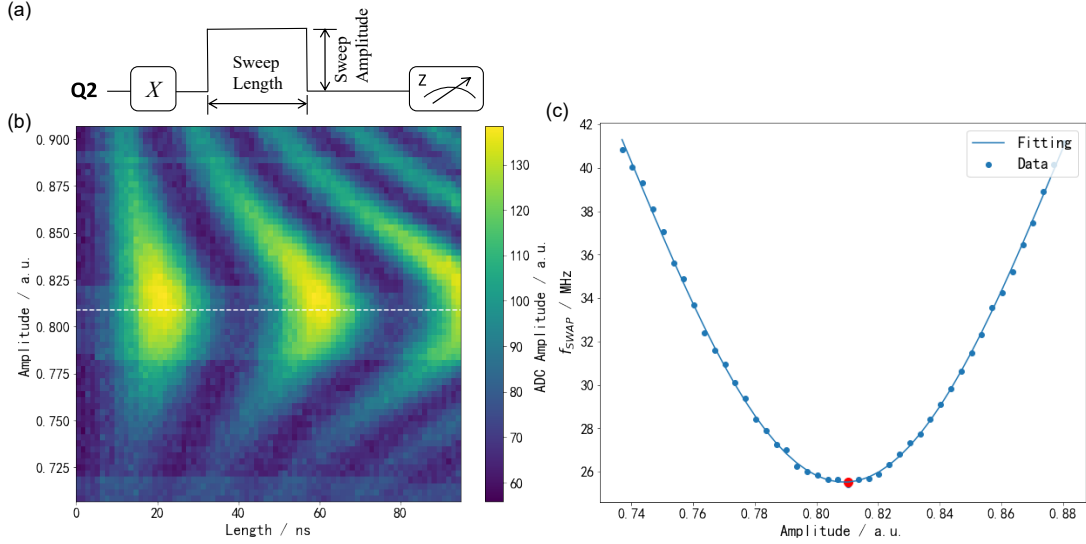 (a)
Q2
X
Sweep
Length
Sweep
Amplitude
Z
(b)
0.900
0.875
0.850
0.825
0.800
0.775
0.750
0.725
Amplitude / a.u.
0
20
40
60
80
Length / ns
130
120
110
100
90
80
70
60
ADC Amplitude / a.u.
(c)
42
40
38
36
34
32
30
28
26
f_SWAP / MHz
Fitting
Data
0.74
0.76
0.78
0.80
0.82
0.84
0.86
0.88
Amplitude / a.u.